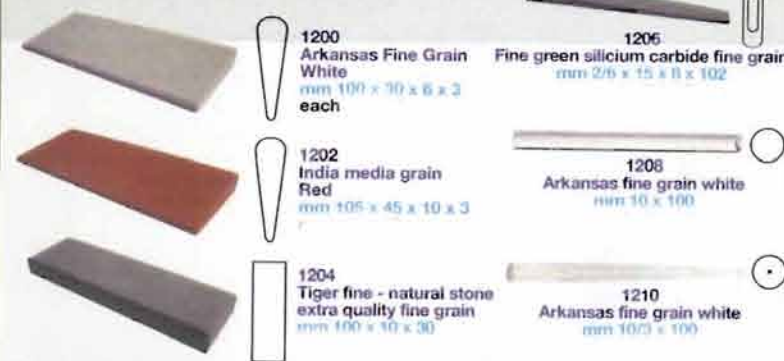 1200
Arkansas Fine Grain
White
mm 100 x 30 x 6 x 3
each
1202
India media grain
Red
mm 105 x 45 x 10 x 3
1204
Tiger fine - natural stone
extra quality fine grain
mm 100 x 10 x 30
1206
Fine green silicium carbide fine grain
mm 2/6 x 15 x 8 x 102
1208
Arkansas fine grain white
mm 10 x 100
1210
Arkansas fine grain white
mm 10/3 x 100